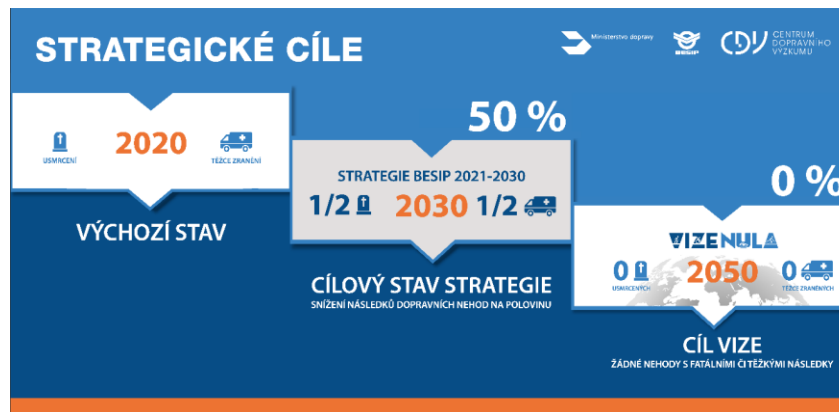 STRATEGICKÉ CÍLE
Ministerstvo dopravy
BESIP
CDV
CENTRUM
DOPRAVNÍHO
VÝZKUMU
USMRCENÍ
2020
TĚŽCE ZRANĚNÍ
VÝCHOZÍ STAV
50 %
STRATEGIE BESIP 2021-2030
1/2 2030 1/2
CÍLOVÝ STAV STRATEGIE
SNÍŽENÍ NÁSLEDKŮ DOPRAVNÍCH NEHOD NA POLOVINU
0 %
VIZE NULA
0 2050 0
USMRCENÝCH
TĚŽCE ZRANĚNÝCH
CÍL VIZE
ŽÁDNÉ NEHODY S FATÁLNÍMI ČI TĚŽKÝMI NÁSLEDKY